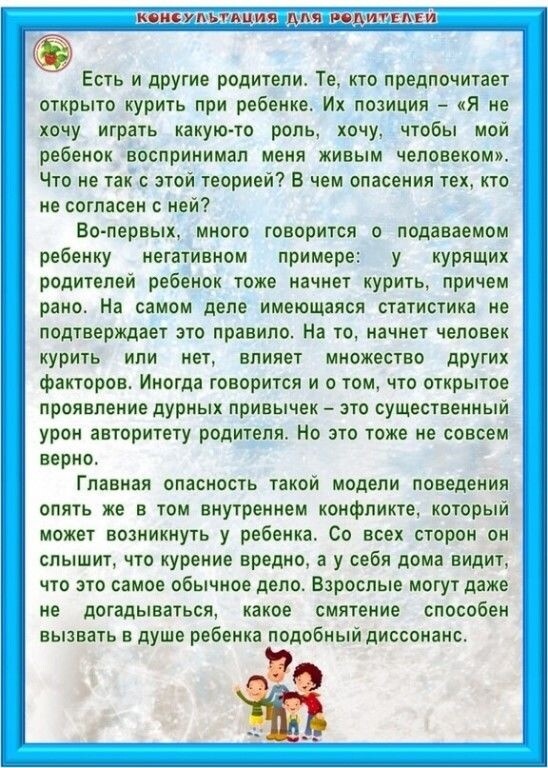 КОНСУЛЬТАЦИЯ ДЛЯ РОДИТЕЛЕЙ
Есть и другие родители. Те, кто предпочитает
открыто курить при ребенке. Их позиция – «Я не
хочу играть какую-то роль, хочу, чтобы мой
ребенок воспринимал меня живым человеком».
Что не так с этой теорией? В чем опасения тех, кто
не согласен с ней?
Во-первых, много говорится о подаваемом
ребенку негативном примере: у курящих
родителей ребенок тоже начнет курить, причем
рано. На самом деле имеющаяся статистика не
подтверждает это правило. На то, начнет человек
курить или нет, влияет множество других
факторов. Иногда говорится и о том, что открытое
проявление дурных привычек – это существенный
урон авторитету родителя. Но это тоже не совсем
верно.
Главная опасность такой модели поведения
опять же в том внутреннем конфликте, который
может возникнуть у ребенка. Со всех сторон он
слышит, что курение вредно, а у себя дома видит,
что это самое обычное дело. Взрослые могут даже
не догадываться, какое смятение способен
вызвать в душе ребенка подобный диссонанс.